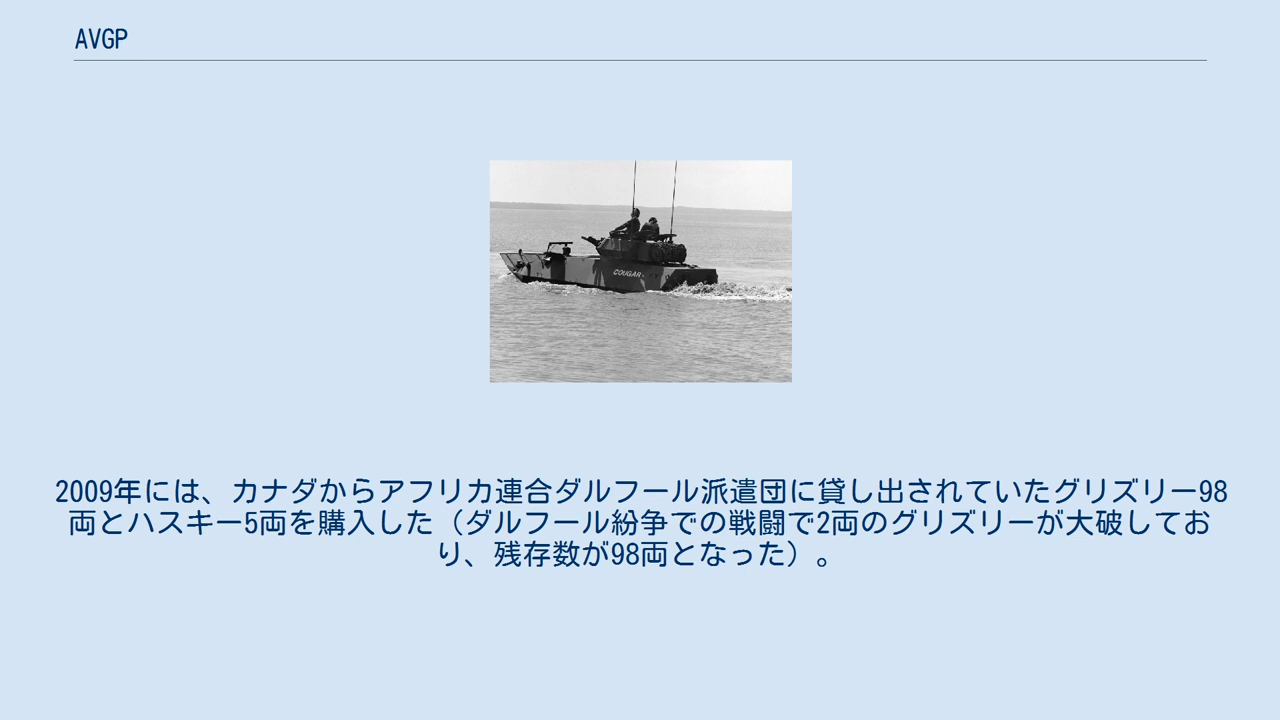 AVGP
COUGAR
2009年には、カナダからアフリカ連合ダルフール派遣団に貸し出されていたグリズリー98
両とハスキー5両を購入した（ダルフール紛争での戦闘で2両のグリズリーが大破してお
り、残存数が98両となった）。